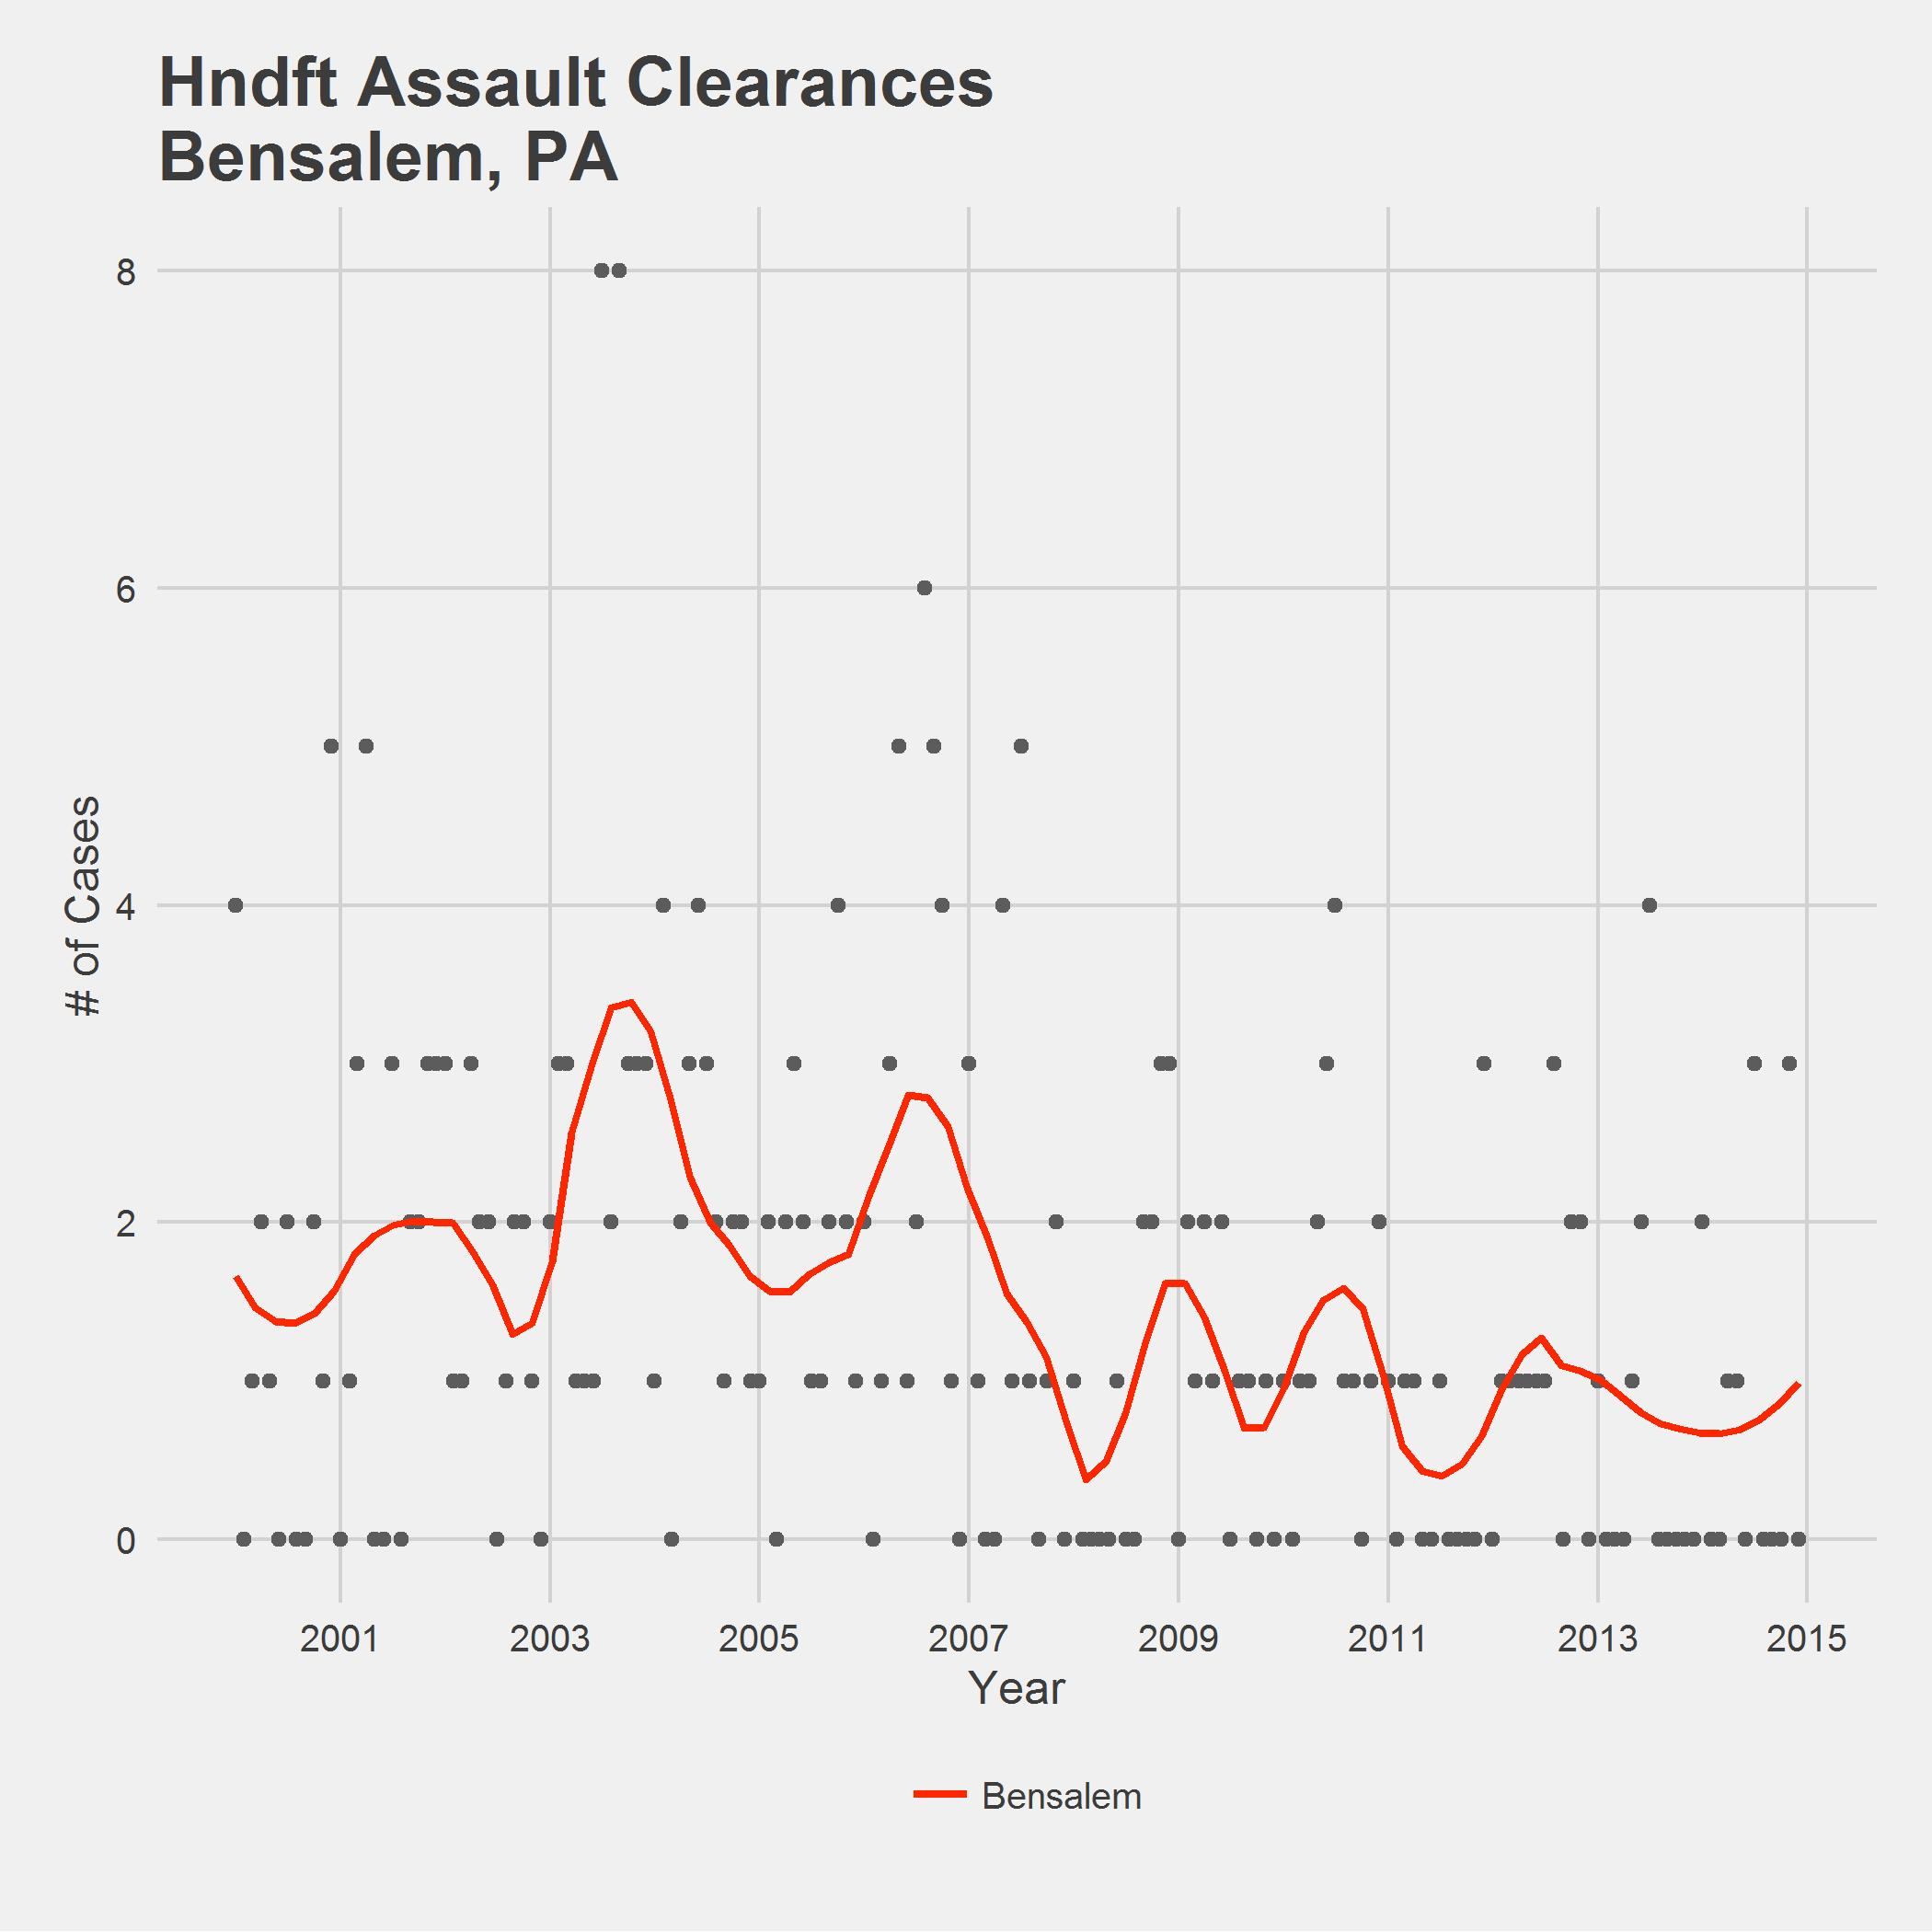 Hndft Assault Clearances
Bensalem, PA
8
6
4
2
0
# of Cases
2001 2003 2005 2007 2009 2011 2013 2015
Year
Bensalem